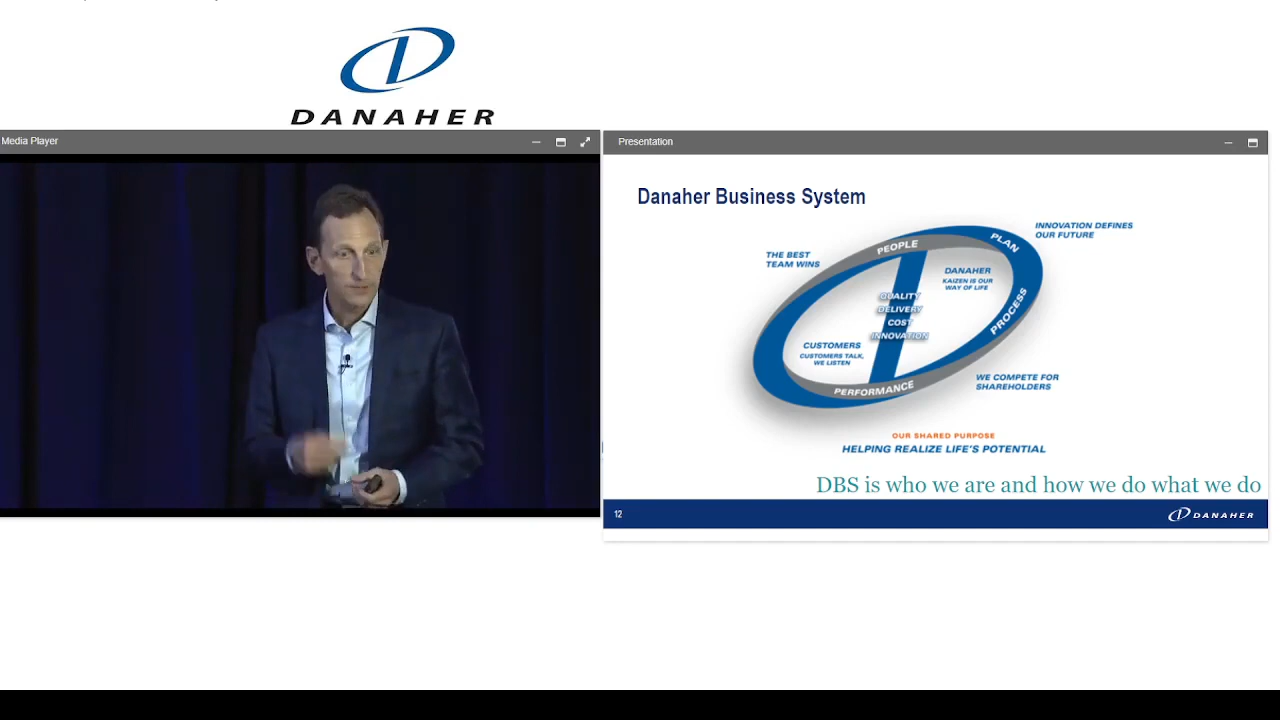 DANAHER
Media Player
Presentation
Danaher Business System
INNOVATION DEFINES
OUR FUTURE
PEOPLE
PLAN
THE BEST
TEAM WINS
DANAHER
KAIZEN IS OUR
WAY OF LIFE
QUALITY
DELIVERY
COST
INNOVATION
PROCESS
CUSTOMERS
CUSTOMERS TALK,
WE LISTEN
WE COMPETE FOR
SHAREHOLDERS
PERFORMANCE
OUR SHARED PURPOSE
HELPING REALIZE LIFE'S POTENTIAL
DBS is who we are and how we do what we do
12
DANAHER